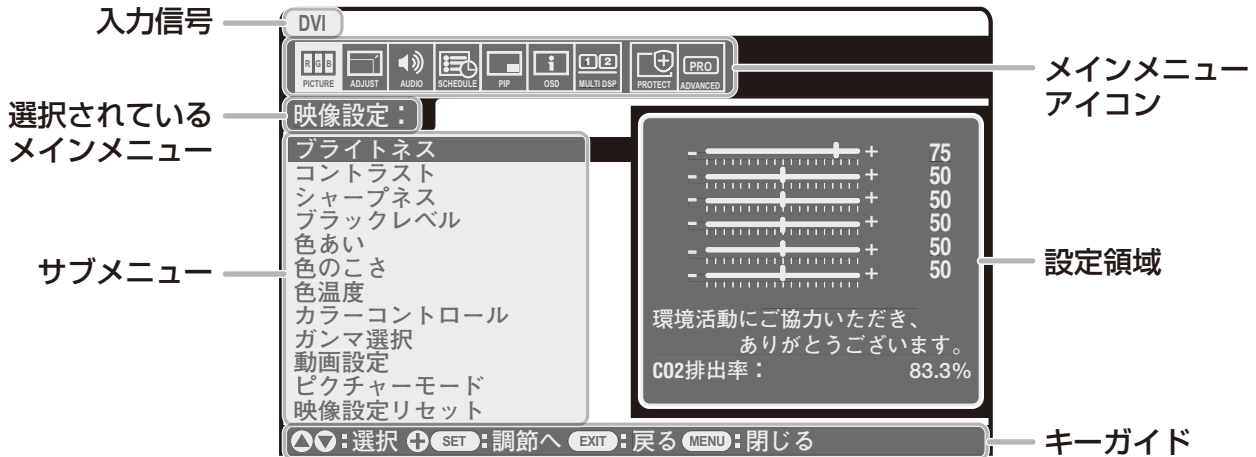 入力信号
DVI
R G B
PICTURE
ADJUST
AUDIO
SCHEDULE
PIP
i
OSD
1 2
MULTI DSP
PROTECT
PRO
ADVANCED
メインメニュー
アイコン
選択されている
メインメニュー
映像設定：
サブメニュー
ブライトネス
コントラスト
シャープネス
ブラックレベル
色あい
色のこさ
色温度
カラーコントロール
ガンマ選択
動画設定
ピクチャーモード
映像設定リセット
- + 75
- + 50
- + 50
- + 50
- + 50
- + 50
環境活動にご協力いただき、
ありがとうございます。
CO2排出率： 83.3%
設定領域
選択 SET：調節へ EXIT：戻る MENU：閉じる
キーガイド